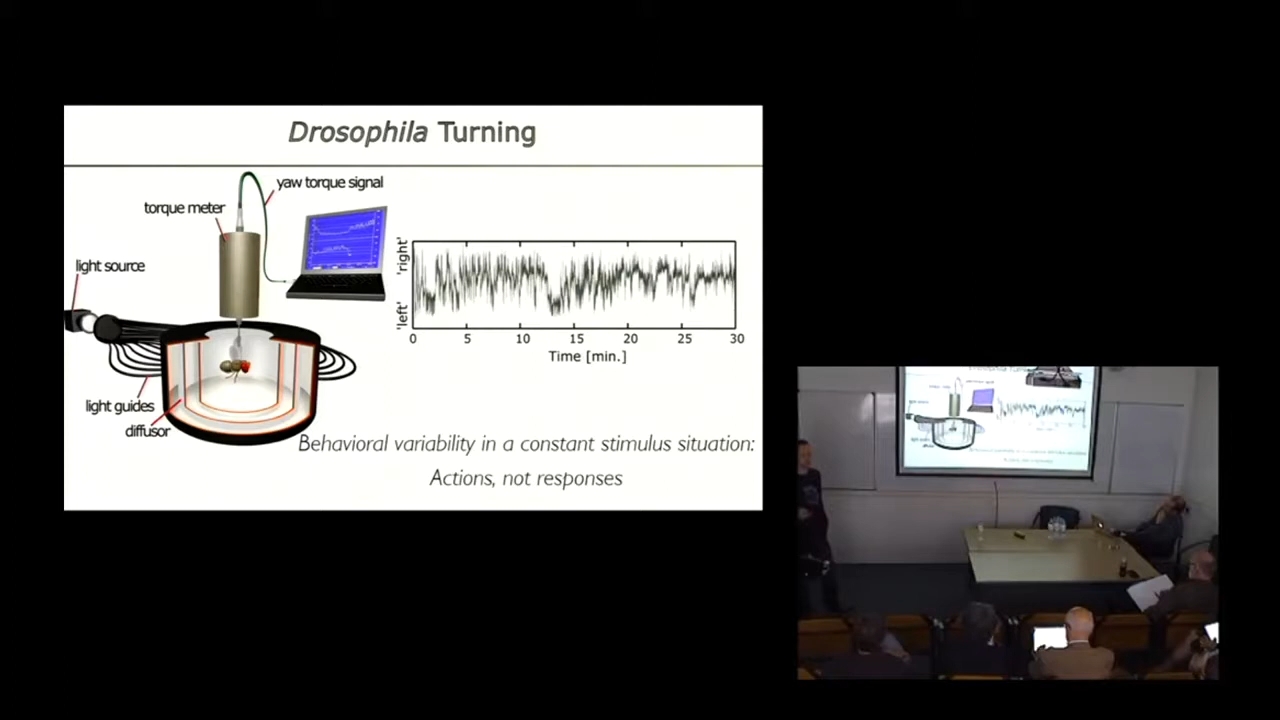 Drosophila Turning
yaw torque signal
torque meter
light source
light guides
diffusor
'right'
'left'
0 5 10 15 20 25 30
Time [min.]
Behavioral variability in a constant stimulus situation:
Actions, not responses